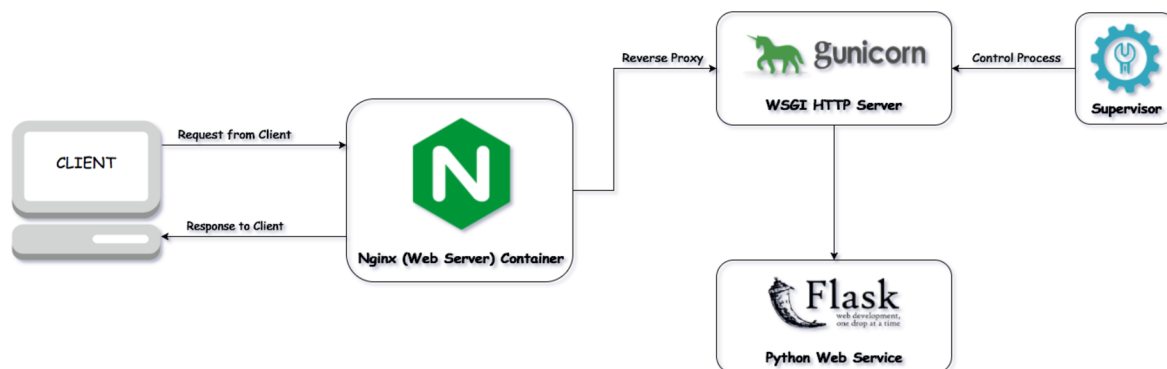 CLIENT
Request from Client
Response to Client
N
Nginx (Web Server) Container
Reverse Proxy
gunicorn
WSGI HTTP Server
Control Process
Supervisor
Flask
web development,
one drop at a time
Python Web Service